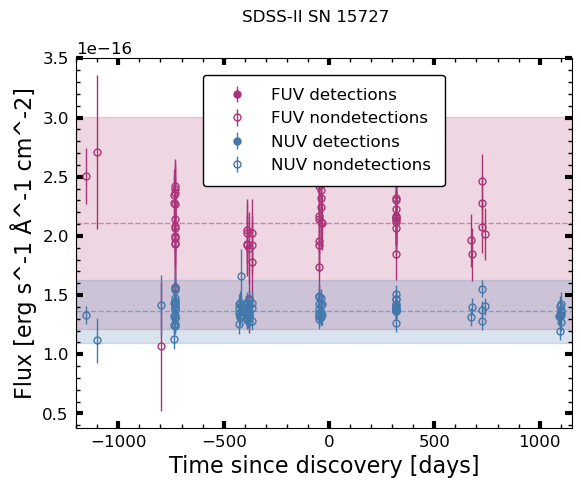 SDSS-II SN 15727
1e−16
3.5
3.0
2.5
2.0
1.5
1.0
0.5
Flux [erg s^-1 Å^-1 cm^-2]
FUV detections
FUV nondetections
NUV detections
NUV nondetections
−1000 −500 0 500 1000
Time since discovery [days]